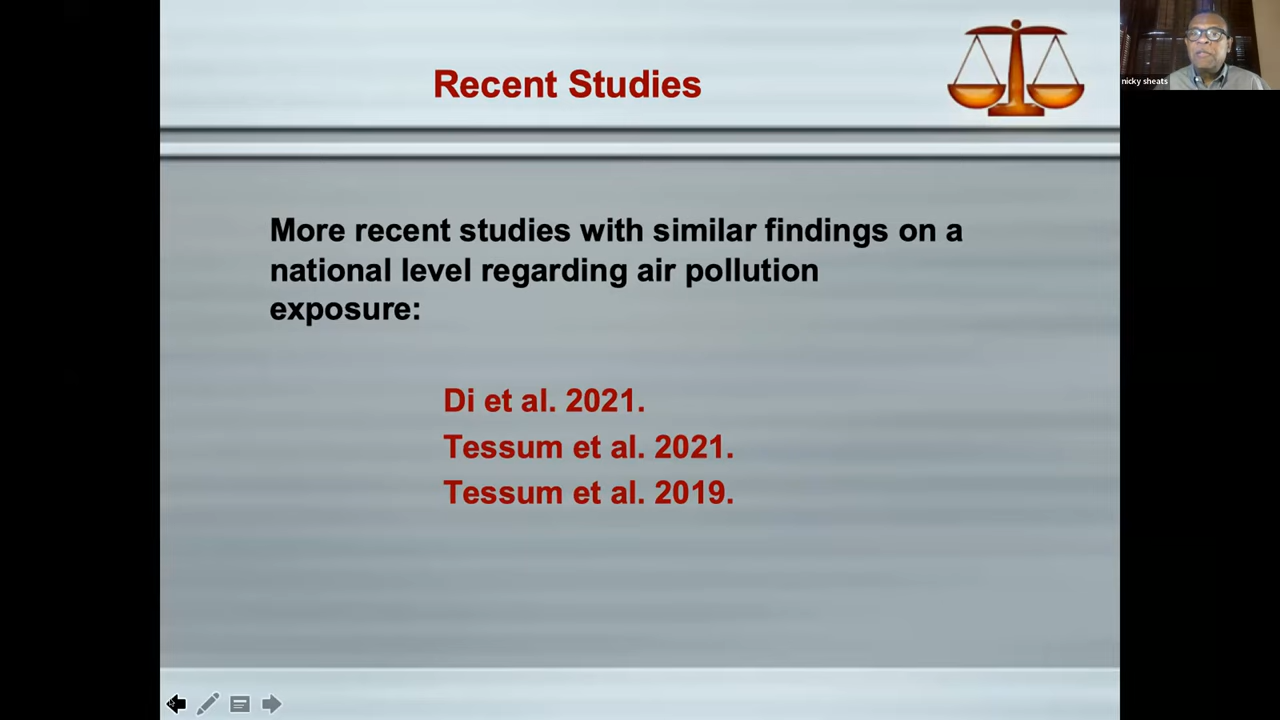 Recent Studies
nicky sheats
More recent studies with similar findings on a
national level regarding air pollution
exposure:
Di et al. 2021.
Tessum et al. 2021.
Tessum et al. 2019.